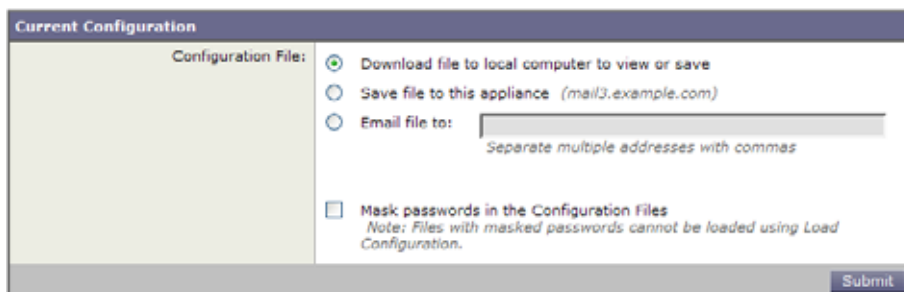 Current Configuration
Configuration File:
Download file to local computer to view or save
Save file to this appliance (mail3.example.com)
Email file to:
Separate multiple addresses with commas
Mask passwords in the Configuration Files
Note: Files with masked passwords cannot be loaded using Load
Configuration.
Submit